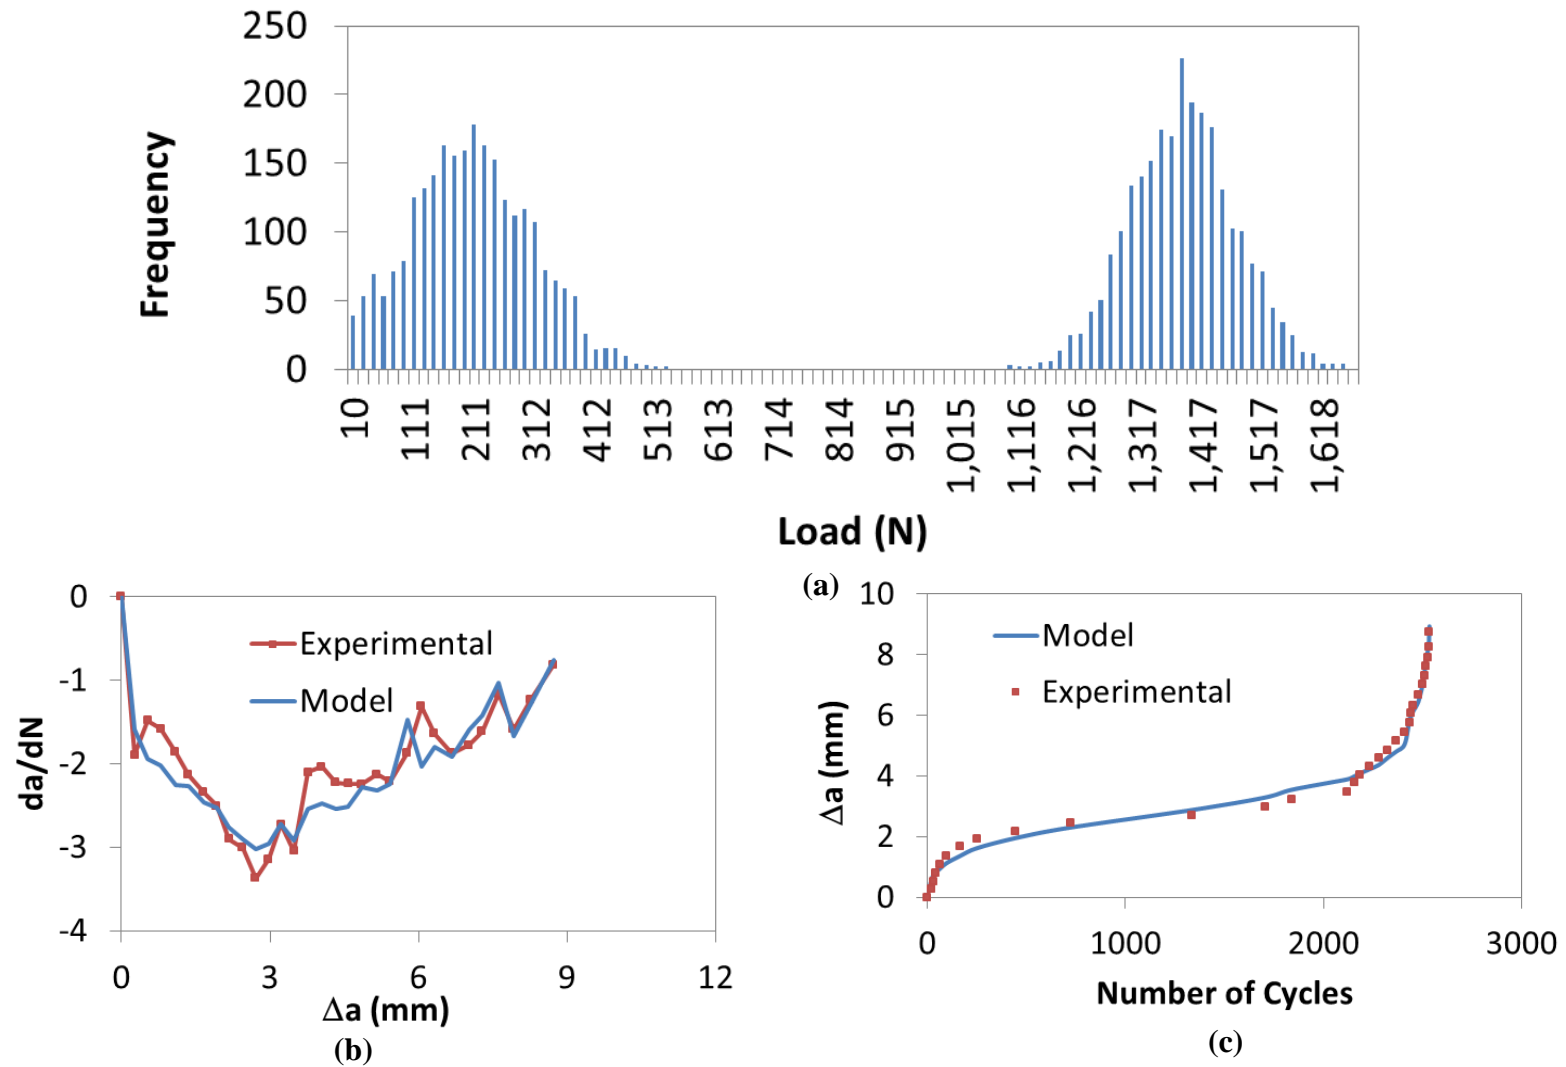 250
200
150
100
50
0
Frequency
10 111 211 312 412 513 613 714 814 915 1,015 1,116 1,216 1,317 1,417 1,517 1,618
Load (N)
(a)
0
-1
-2
-3
-4
da/dN
Experimental
Model
0 3 6 9 12
Δa (mm)
(b)
10
8
6
4
2
0
Δa (mm)
Model
Experimental
0 1000 2000 3000
Number of Cycles
(c)